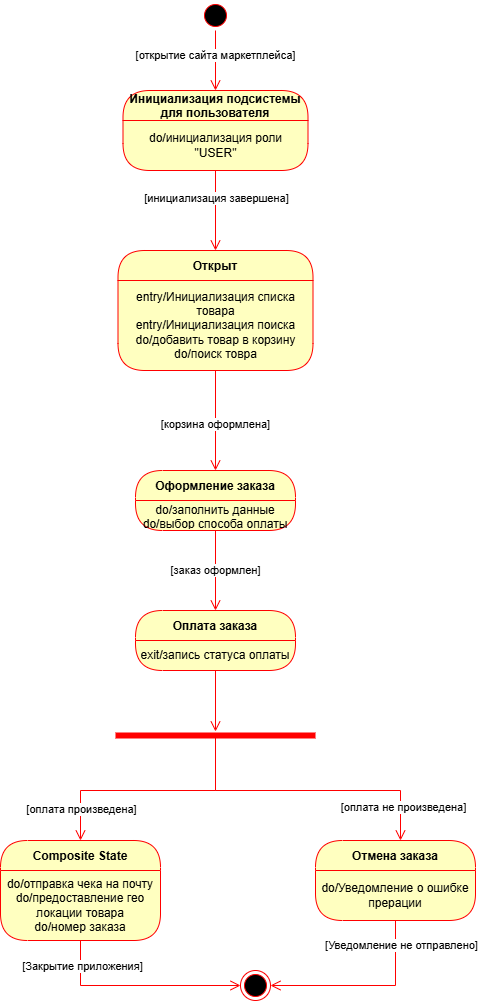 [открытие сайта маркетплейса]
Инициализация подсистемы
для пользователя
do/инициализация роли
"USER"
[инициализация завершена]
Открыт
entry/Инициализация списка
товара
entry/Инициализация поиска
do/добавить товар в корзину
do/поиск товра
[корзина оформлена]
Оформление заказа
do/заполнить данные
do/выбор способа оплаты
[заказ оформлен]
Оплата заказа
exit/запись статуса оплаты
[оплата произведена]
[оплата не произведена]
Composite State
do/отправка чека на почту
do/предоставление гео
локации товара
do/номер заказа
Отмена заказа
do/Уведомление о ошибке
прерации
[Закрытие приложения]
[Уведомление не отправлено]